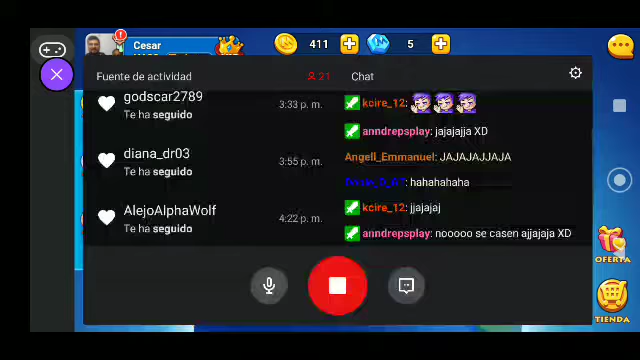 Cesar
411
5
Fuente de actividad
21
Chat
godscar2789
Te ha seguido
3:33 p. m.
diana_dr03
Te ha seguido
3:55 p. m.
AlejoAlphaWolf
Te ha seguido
4:22 p. m.
kcire_12:
anndrepsplay: jajajajja XD
Angell_Emmanuel: JAJAJAJJAJA
hahahahaha
kcire_12: jjajajaj
anndrepsplay: nooooo se casen ajjajaja XD
OFERTA
TIENDA